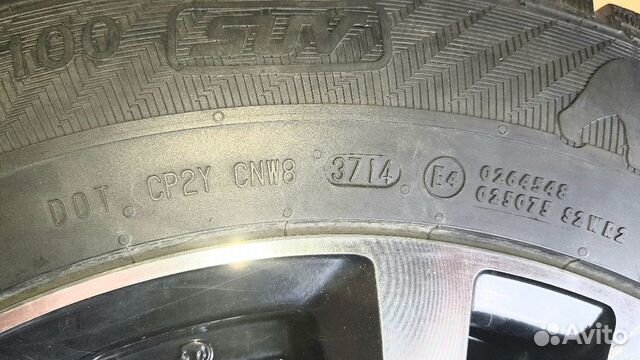 100 SUV
DOT CP2Y CNW8 3714 E4 0264548
025075 S2WR2
Avito